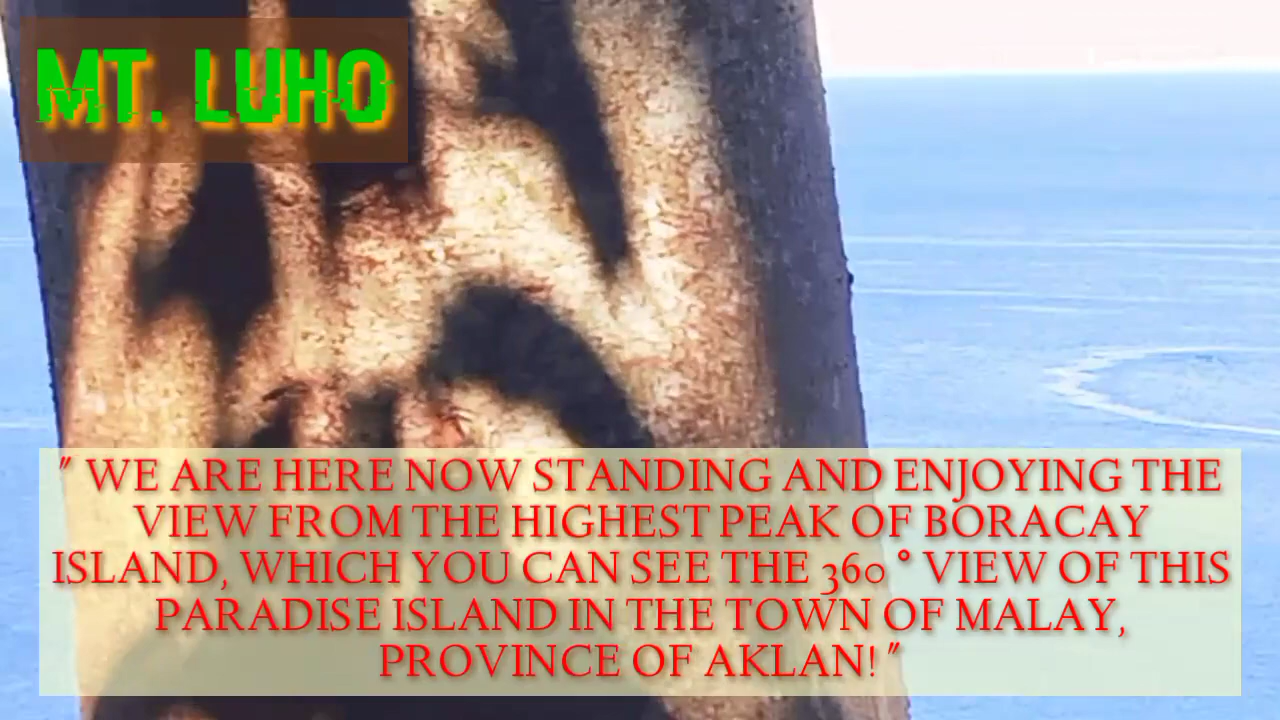 MT. LUHO
" WE ARE HERE NOW STANDING AND ENJOYING THE
VIEW FROM THE HIGHEST PEAK OF BORACAY
ISLAND, WHICH YOU CAN SEE THE 360 ° VIEW OF THIS
PARADISE ISLAND IN THE TOWN OF MALAY,
PROVINCE OF AKLAN! "